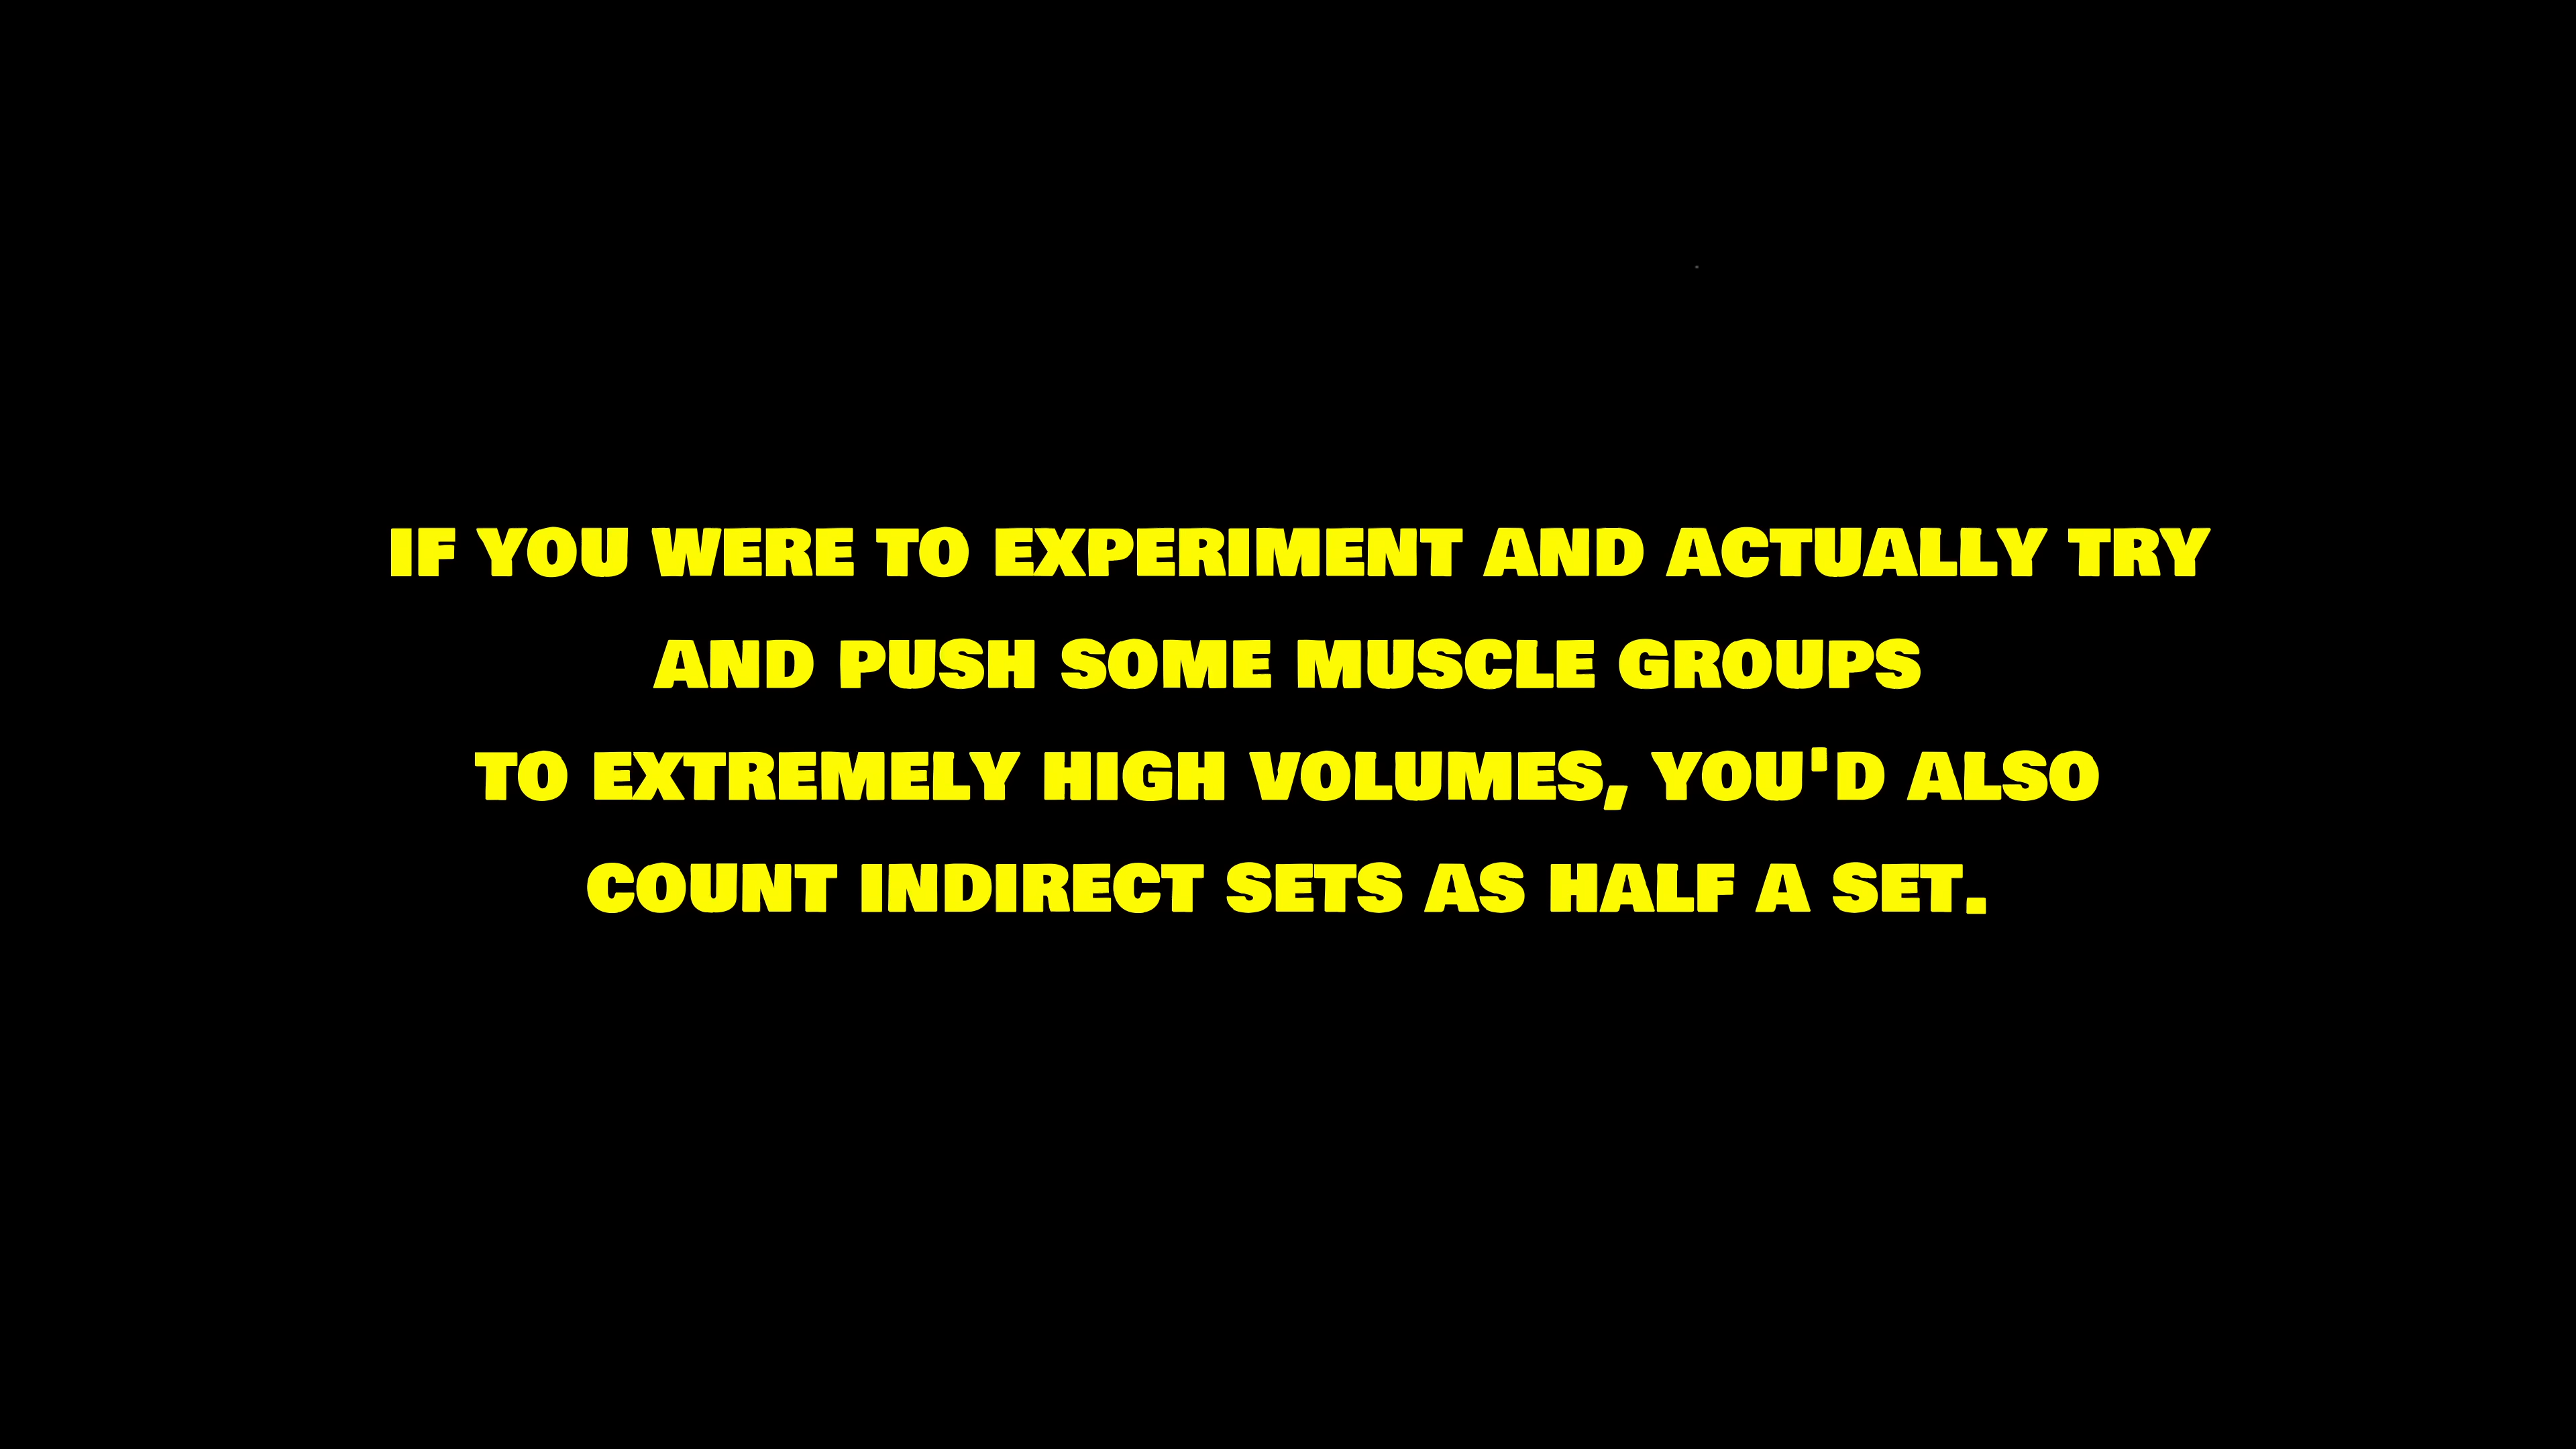 IF YOU WERE TO EXPERIMENT AND ACTUALLY TRY
AND PUSH SOME MUSCLE GROUPS
TO EXTREMELY HIGH VOLUMES, YOU'D ALSO
COUNT INDIRECT SETS AS HALF A SET.